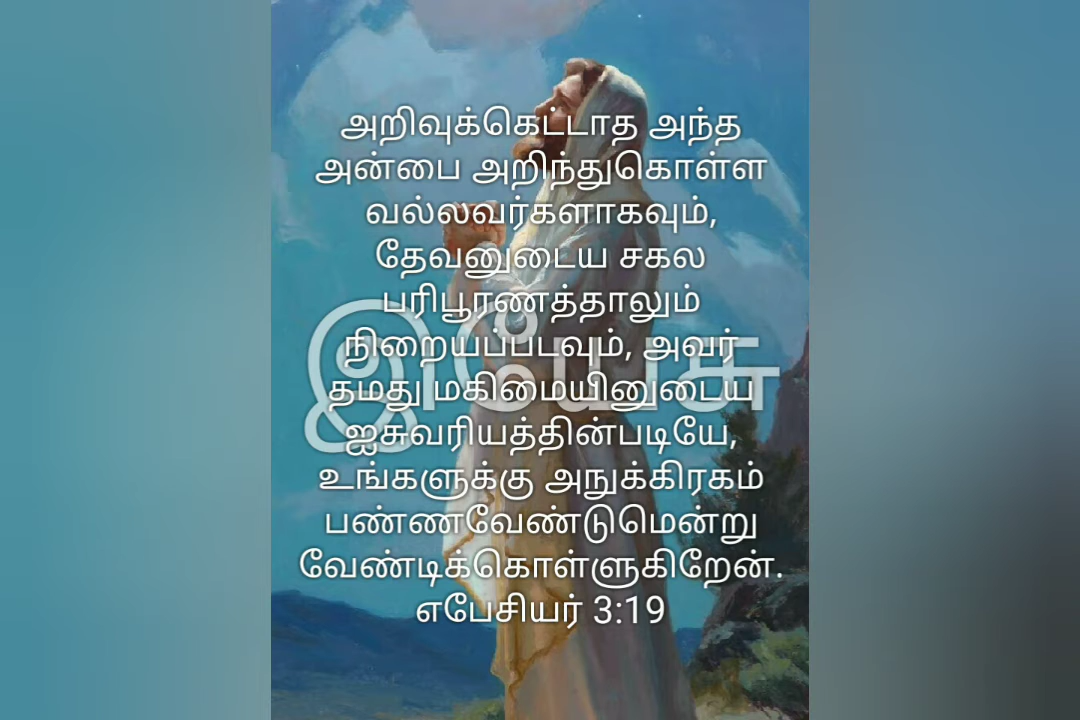 அறிவுக்கெட்டாத அந்த
அன்பை அறிந்துகொள்ள
வல்லவர்களாகவும்,
தேவனுடைய சகல
பரிபூரணத்தாலும்
நிறையப்படவும், அவர்
தமது மகிமையினுடைய
ஐசுவரியத்தின்படியே,
உங்களுக்கு அநுக்கிரகம்
பண்ணவேண்டுமென்று
வேண்டிக்கொள்ளுகிறேன்.
எபேசியர் 3:19
இயேசு